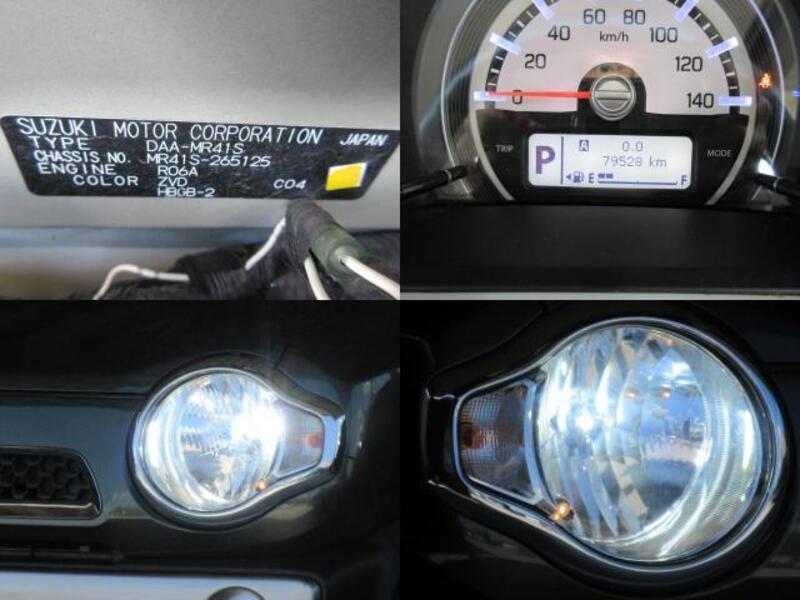 SUZUKI MOTOR CORPORATION JAPAN
TYPE DAA-MR41S
CHASSIS NO. MR41S-265125
ENGINE R06A
COLOR ZVD C04
HBGB-2
0 20 40 60 80 100 120 140
km/h
TRIP MODE
P A 0.0
79528 km
E F